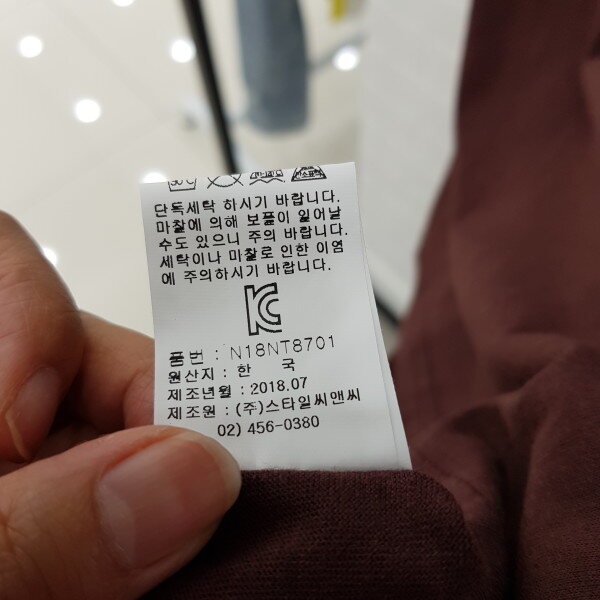 30℃
단독세탁 하시기 바랍니다.
마찰에 의해 보풀이 일어날
수도 있으니 주의 바랍니다.
세탁이나 마찰로 인한 이염
에 주의하시기 바랍니다.
KC
품번 : N18NT8701
원산지 : 한 국
제조년월 : 2018.07
제조원 : (주)스타일씨앤씨
02) 456-0380